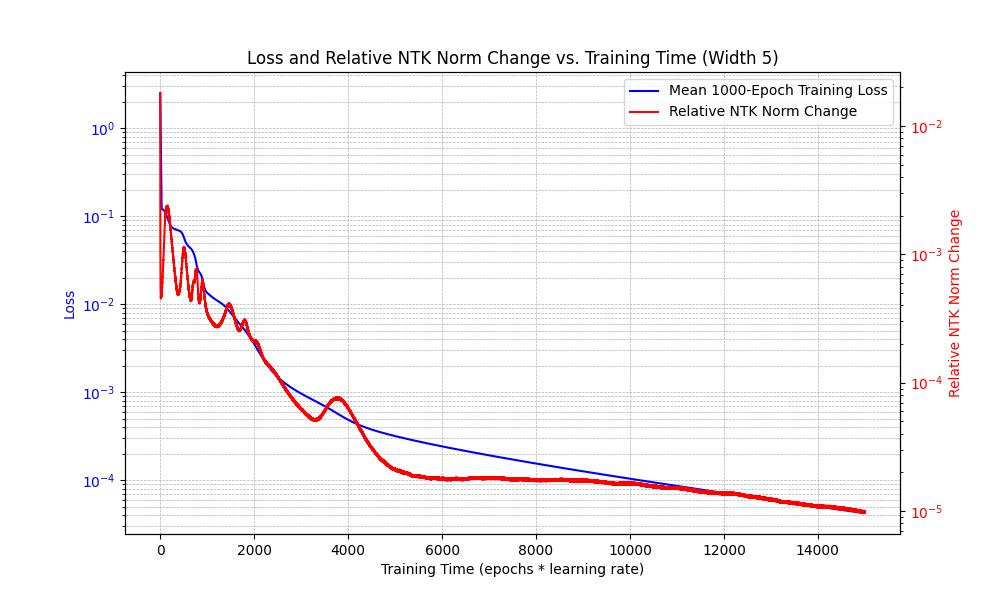 Loss and Relative NTK Norm Change vs. Training Time (Width 5)
Mean 1000-Epoch Training Loss
Relative NTK Norm Change
Loss
10⁰
10⁻¹
10⁻²
10⁻³
10⁻⁴
Relative NTK Norm Change
10⁻²
10⁻³
10⁻⁴
10⁻⁵
0 2000 4000 6000 8000 10000 12000 14000
Training Time (epochs * learning rate)